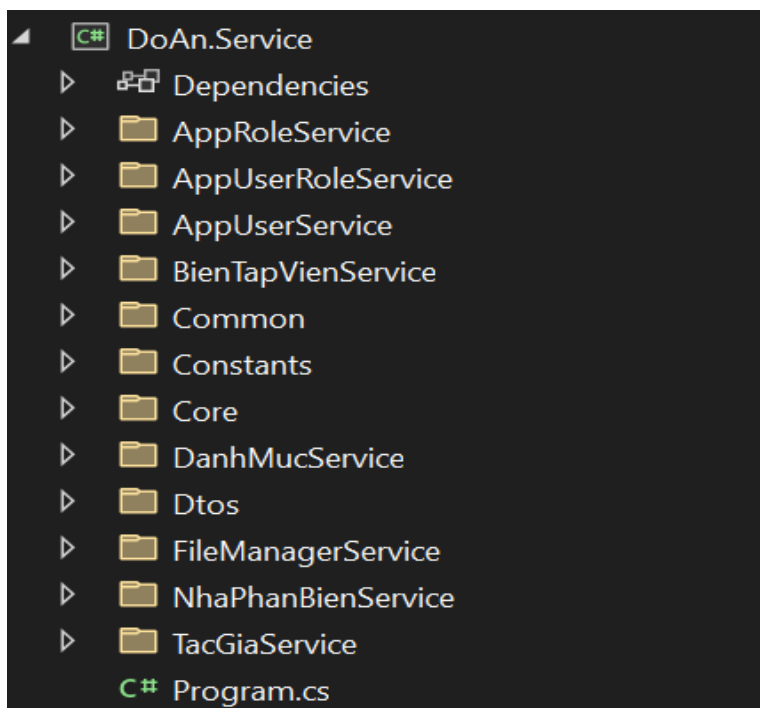 C# DoAn.Service
Dependencies
AppRoleService
AppUserRoleService
AppUserService
BienTapVienService
Common
Constants
Core
DanhMucService
Dtos
FileManagerService
NhaPhanBienService
TacGiaService
C# Program.cs